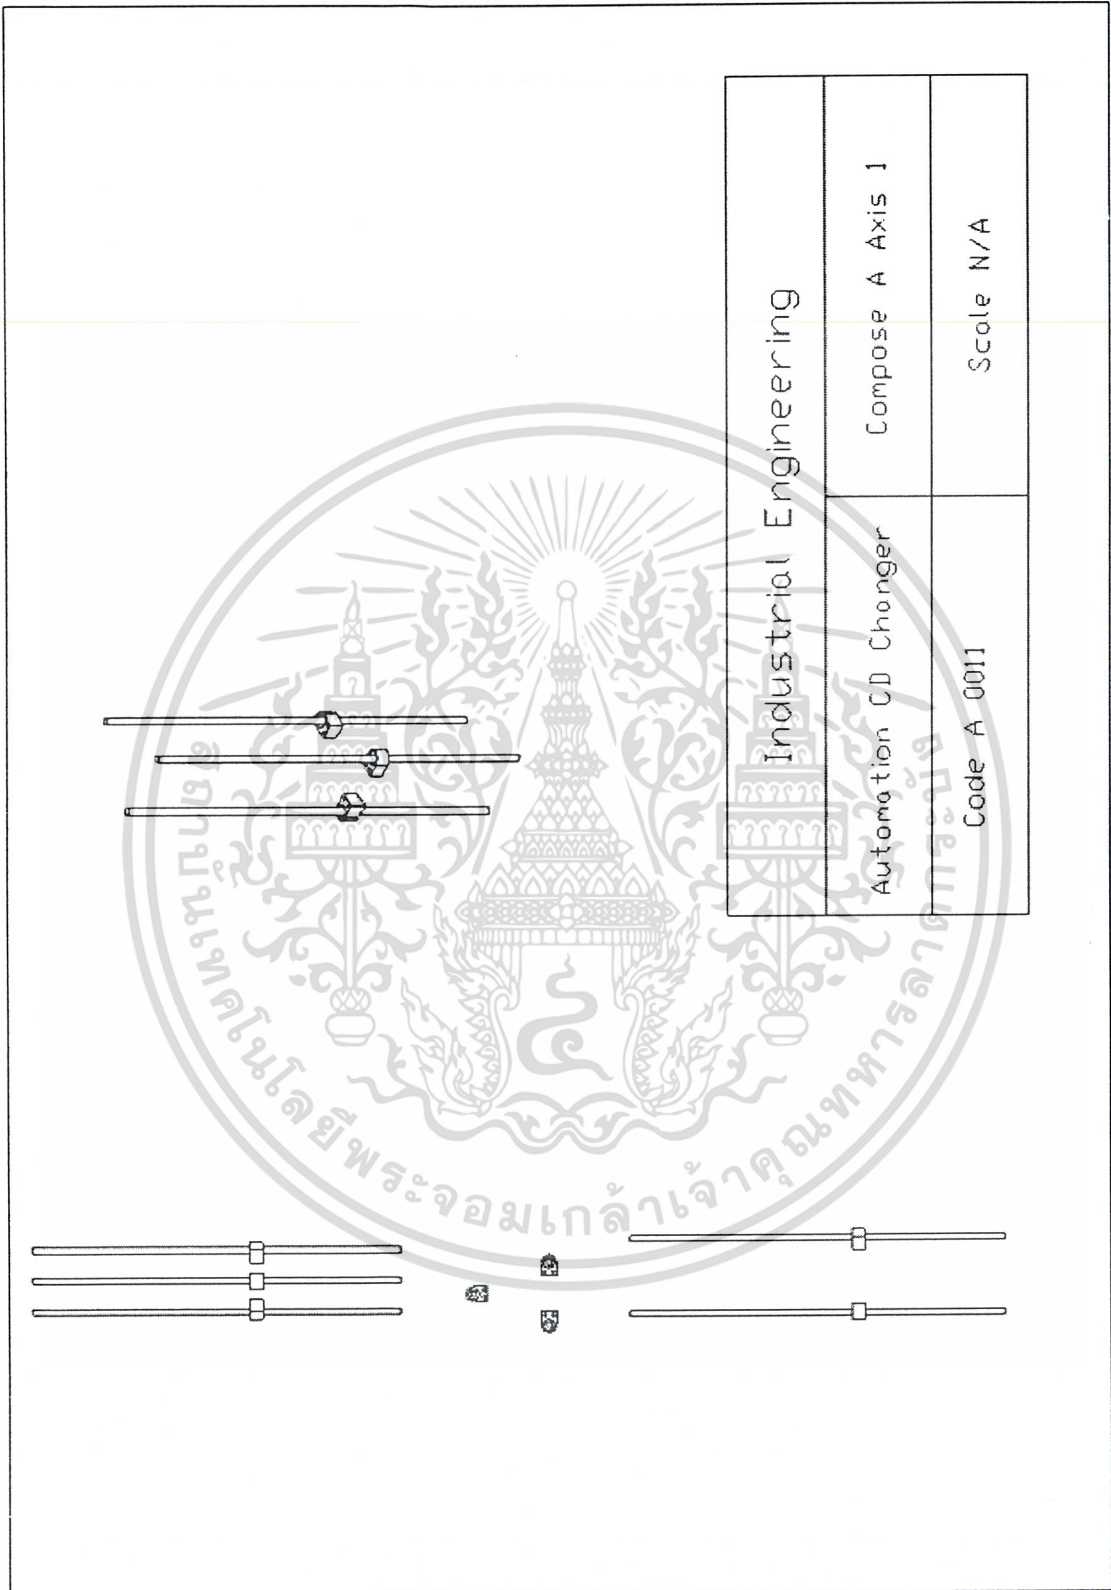 Industrial Engineering
Automation CD Changer
Compose A Axis 1
Code A 0011
Scale N/A
สถาบันเทคโนโลยีพระจอมเกล้าเจ้าคุณทหารลาดกระบัง